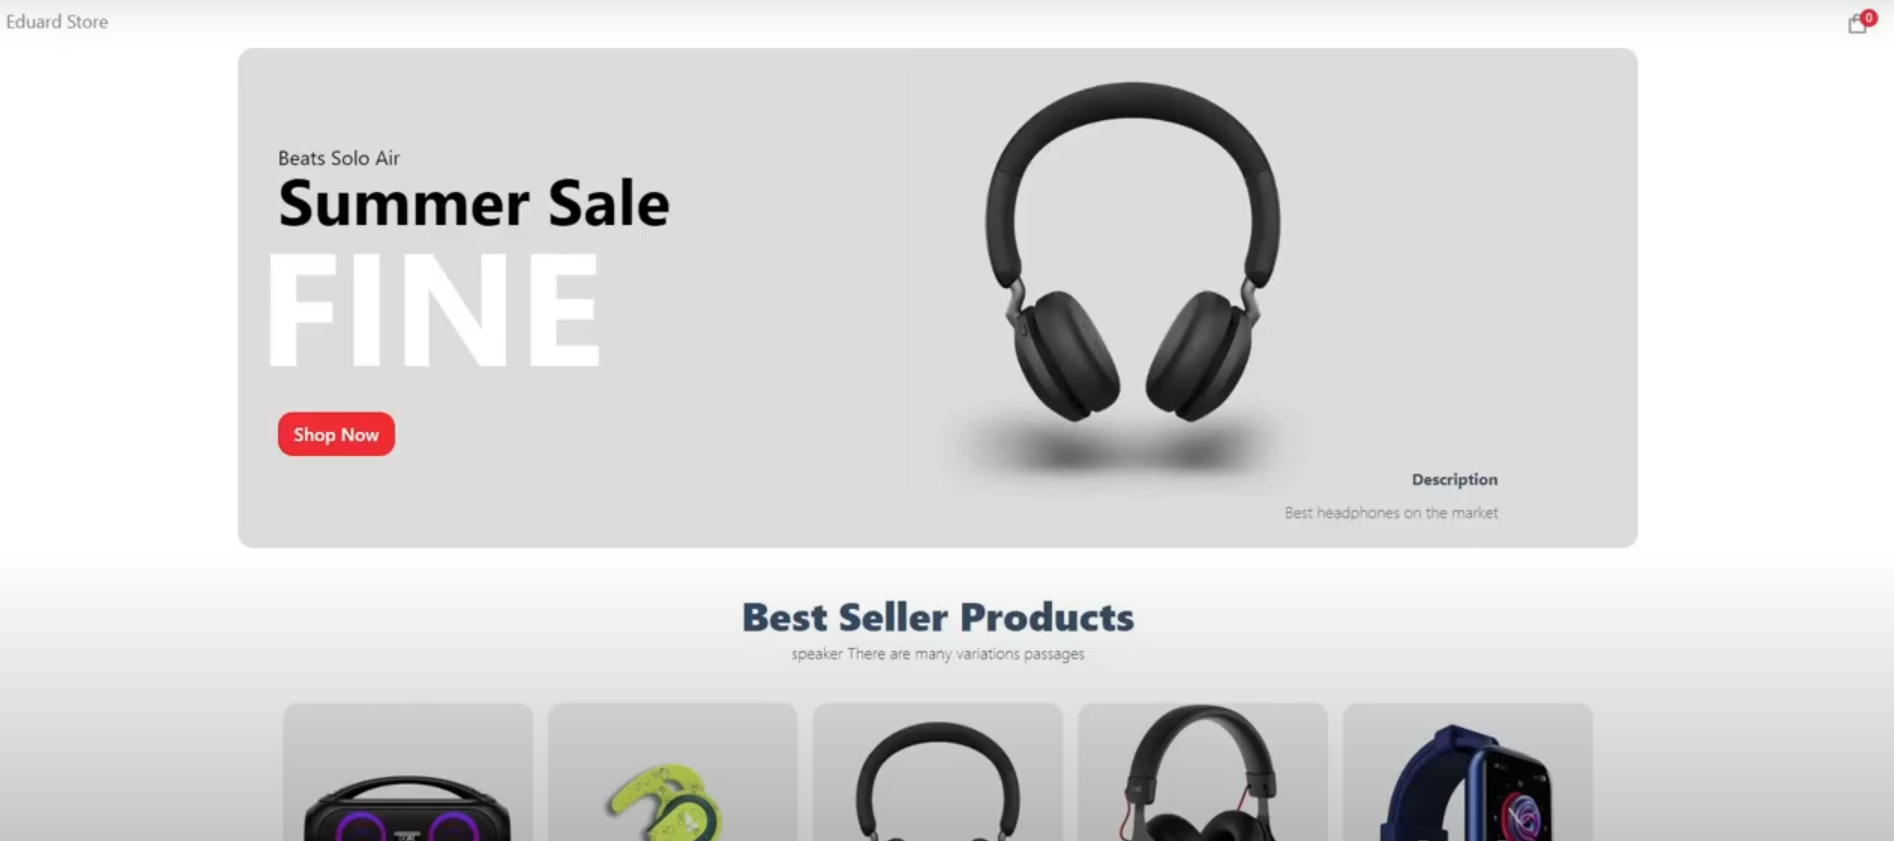 Eduard Store
0
Beats Solo Air
Summer Sale
FINE
Shop Now
Description
Best headphones on the market
Best Seller Products
speaker There are many variations passages